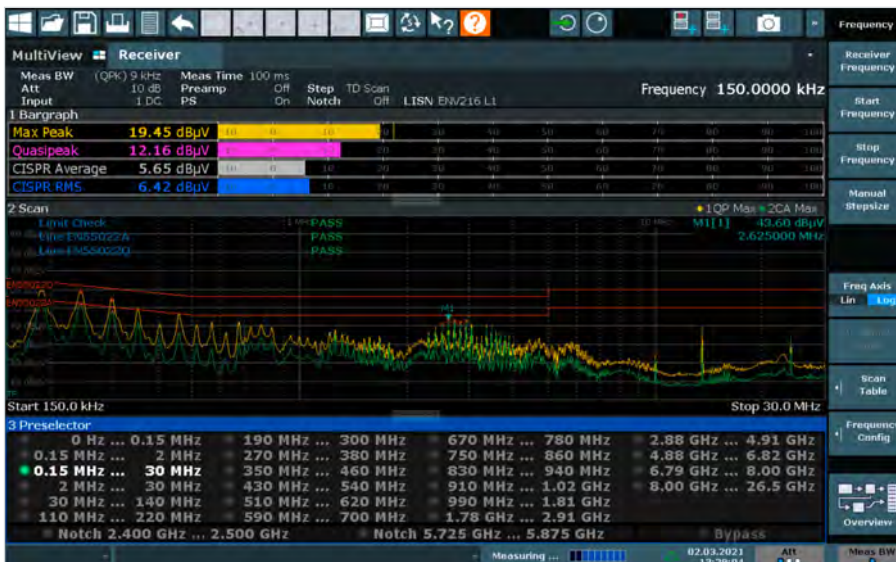 Frequency
MultiView Receiver
Receiver Frequency
Meas BW (QPK) 9 kHz Meas Time 100 ms
Att 10 dB Preamp Off Step TD Scan
Input 1 DC PS On Notch Off LISN ENV216 L1
Frequency 150.0000 kHz
Start Frequency
1 Bargraph
Max Peak 19.45 dBµV
Quasipeak 12.16 dBµV
CISPR Average 5.65 dBµV
CISPR RMS 6.42 dBµV
Stop Frequency
Manual Stepsize
2 Scan
1QP Max 2CA Max
Limit Check PASS
M1[1] 43.60 dBµV
Line EN55022A PASS
2.625000 MHz
Line EN55022Q PASS
EN55022Q
EN55022A
M1
Freq Axis
Lin Log
Scan Table
Start 150.0 kHz Stop 30.0 MHz
Frequency Config
3 Preselector
0 Hz ... 0.15 MHz 190 MHz ... 300 MHz 670 MHz ... 780 MHz 2.88 GHz ... 4.91 GHz
0.15 MHz ... 2 MHz 270 MHz ... 380 MHz 750 MHz ... 860 MHz 4.88 GHz ... 6.82 GHz
0.15 MHz ... 30 MHz 350 MHz ... 460 MHz 830 MHz ... 940 MHz 6.79 GHz ... 8.00 GHz
2 MHz ... 30 MHz 430 MHz ... 540 MHz 910 MHz ... 1.02 GHz 8.00 GHz ... 26.5 GHz
30 MHz ... 140 MHz 510 MHz ... 620 MHz 990 MHz ... 1.81 GHz
110 MHz ... 220 MHz 590 MHz ... 700 MHz 1.78 GHz ... 2.91 GHz
Notch 2.400 GHz ... 2.500 GHz Notch 5.725 GHz ... 5.875 GHz Bypass
Overview
Measuring ... 02.03.2021 Att Meas BW